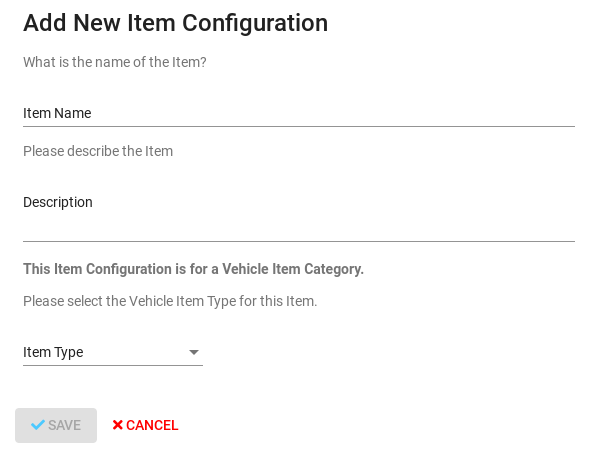 Add New Item Configuration
What is the name of the Item?
Item Name
Please describe the Item
Description
This Item Configuration is for a Vehicle Item Category.
Please select the Vehicle Item Type for this Item.
Item Type
SAVE CANCEL